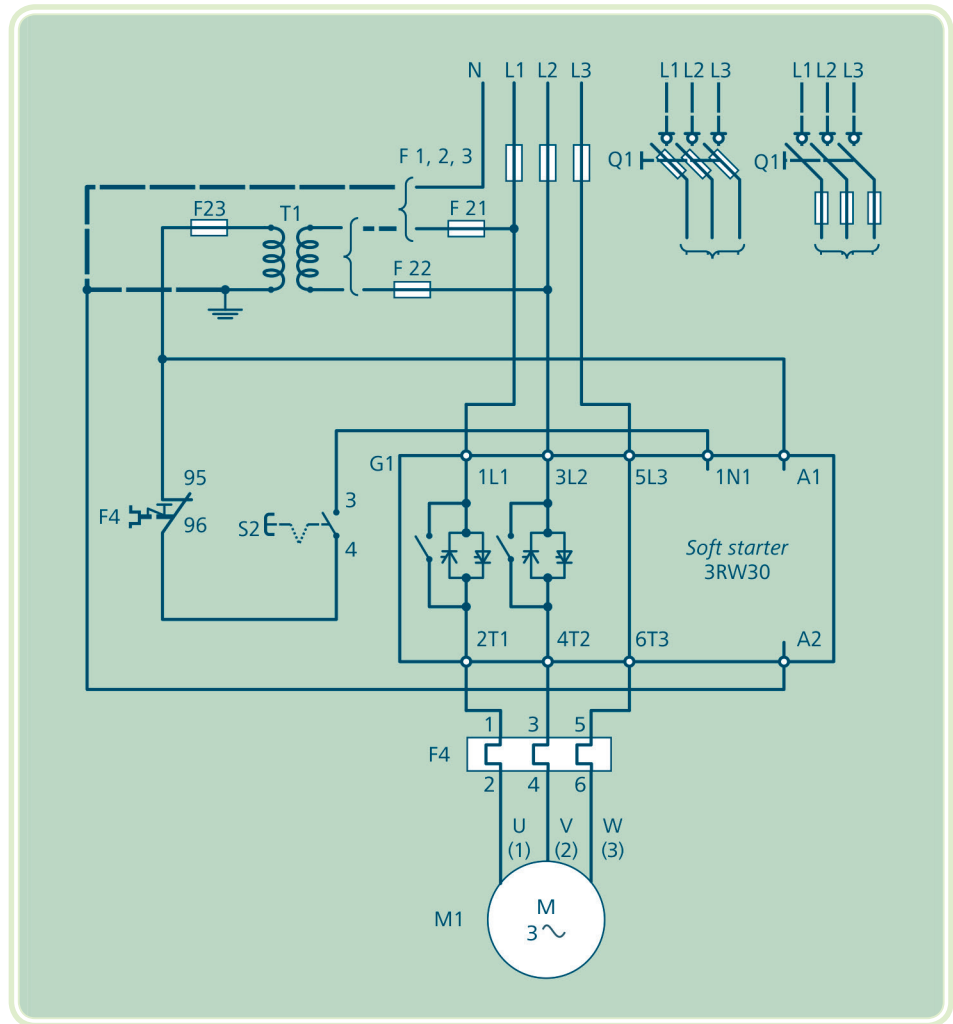 N L1 L2 L3
L1 L2 L3
L1 L2 L3
F 1, 2, 3
Q1
Q1
F23
T1
F 21
F 22
G1
1L1
3L2
5L3
1N1
A1
95
96
F4
S2
3
4
Soft starter
3RW30
2T1
4T2
6T3
A2
1 3 5
F4
2 4 6
U V W
(1) (2) (3)
M1
M
3